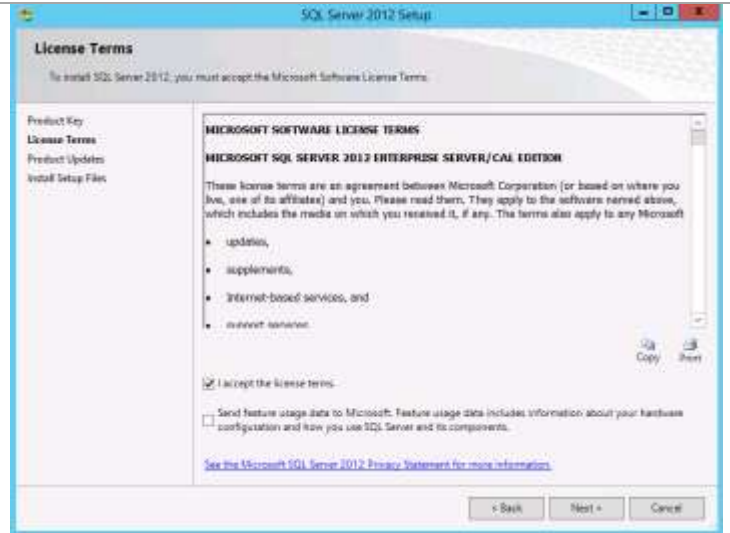 SQL Server 2012 Setup
License Terms
To install SQL Server 2012, you must accept the Microsoft Software License Terms.
Product Key
License Terms
Product Updates
Install Setup Files
MICROSOFT SOFTWARE LICENSE TERMS
MICROSOFT SQL SERVER 2012 ENTERPRISE SERVER/CAL EDITION
These license terms are an agreement between Microsoft Corporation (or based on where you
live, one of its affiliates) and you. Please read them. They apply to the software named above,
which includes the media on which you received it, if any. The terms also apply to any Microsoft
• updates,
• supplements,
• Internet-based services, and
• support services
Copy Print
I accept the license terms.
Send feature usage data to Microsoft. Feature usage data includes information about your hardware
configuration and how you use SQL Server and its components.
See the Microsoft SQL Server 2012 Privacy Statement for more information.
< Back Next > Cancel